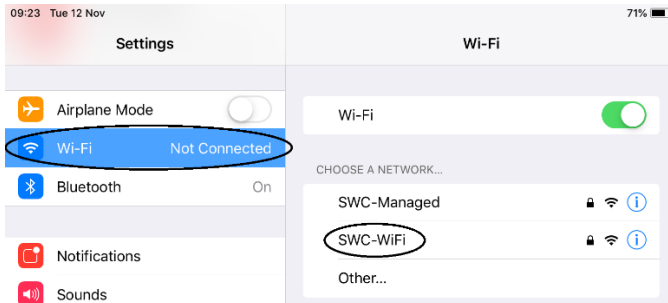 09:23 Tue 12 Nov
71%
Settings
Wi-Fi
Airplane Mode
Wi-Fi Not Connected
Bluetooth On
Notifications
Sounds
Wi-Fi
CHOOSE A NETWORK...
SWC-Managed
SWC-WiFi
Other...